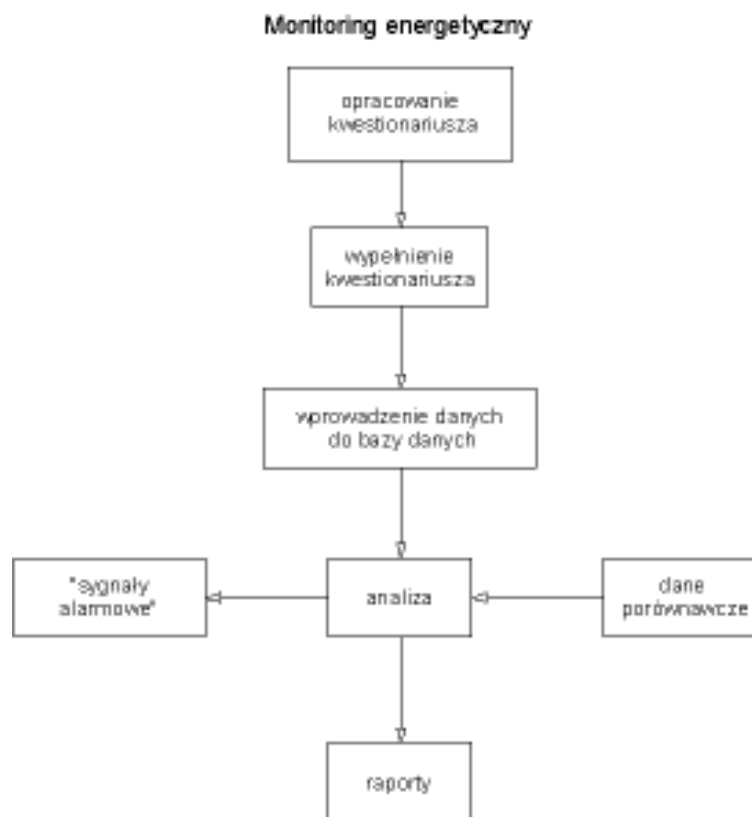 Monitoring energetyczny
opracowanie
kwestionariusza
wypełnienie
kwestionariusza
wprowadzenie danych
do bazy danych
"sygnały
alarmowe"
analiza
dane
porównawcze
raporty